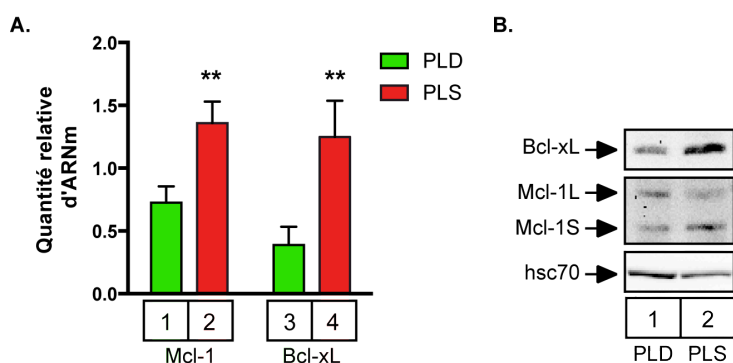 A.
Quantité relative
d'ARNm
2.0
1.5
1.0
0.5
0.0
**
**
PLD
PLS
1
2
3
4
Mcl-1
Bcl-xL
B.
Bcl-xL
Mcl-1L
Mcl-1S
hsc70
1
2
PLD
PLS